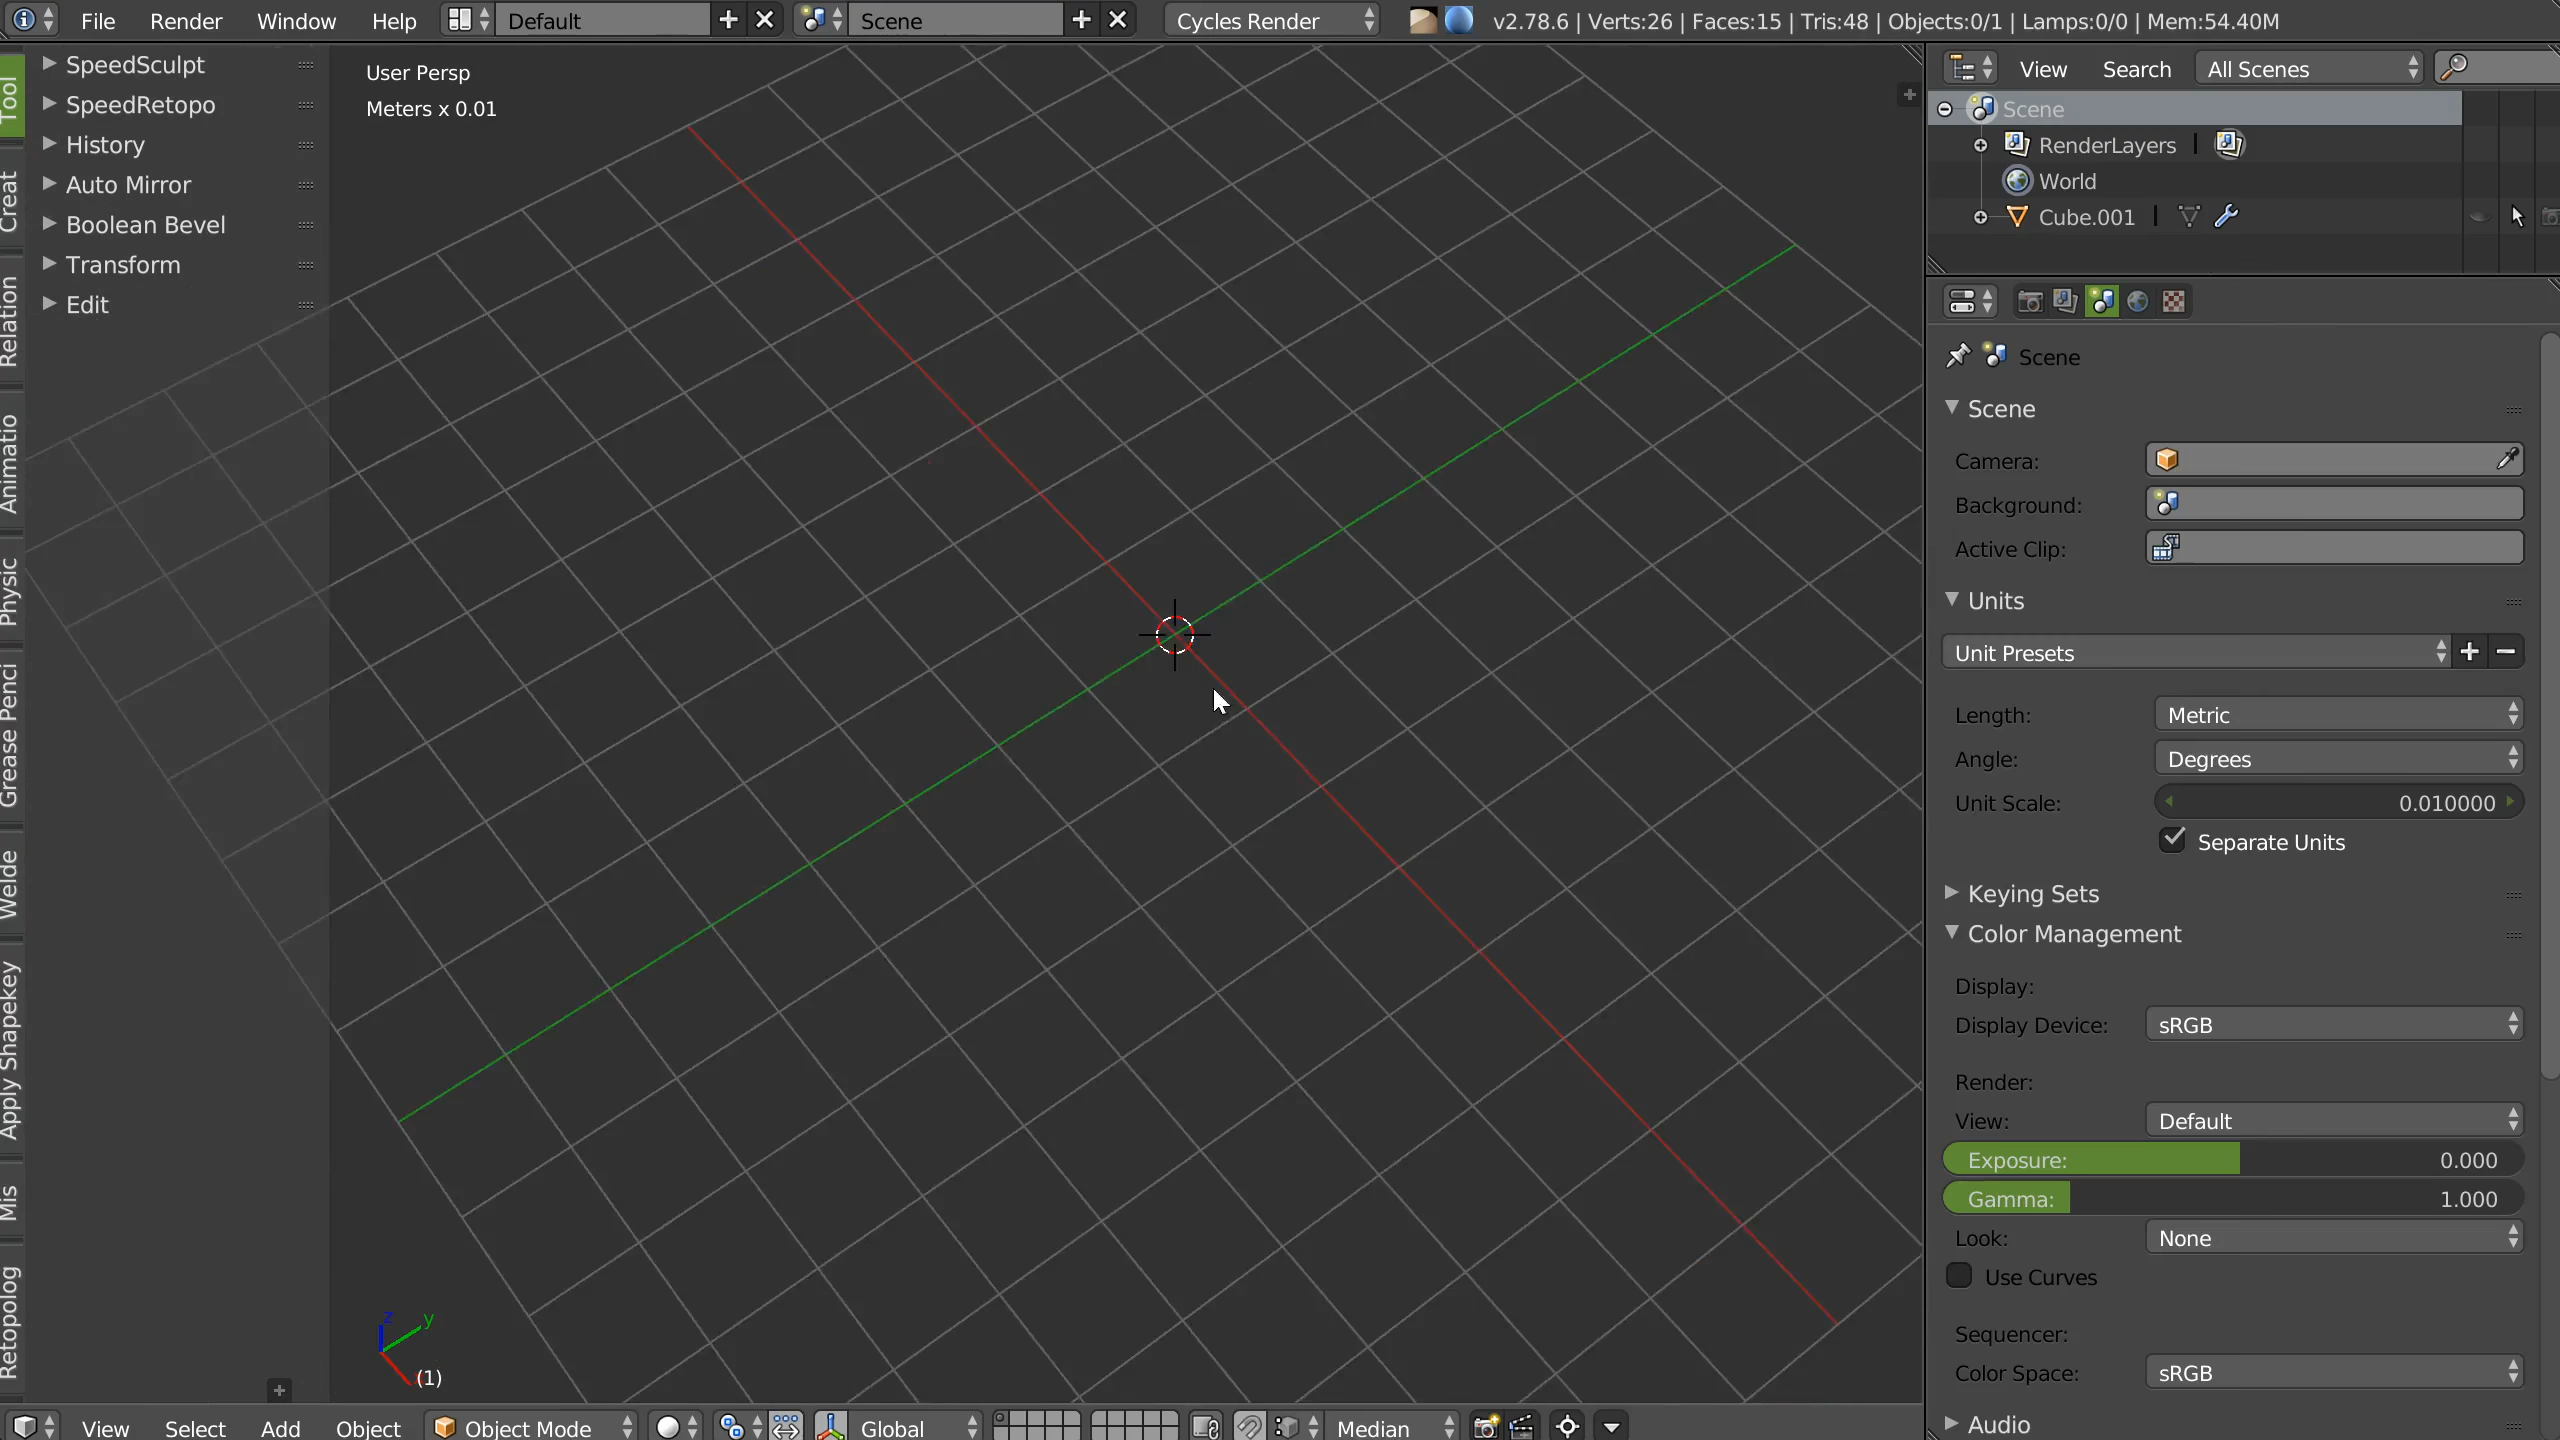 File Render Window Help Default Scene Cycles Render v2.78.6 | Verts:26 | Faces:15 | Tris:48 | Objects:0/1 | Lamps:0/0 | Mem:54.40M
Tool
Creat
Relation
Animatio
Physic
Grease Penci
Welde
Apply Shapekey
Mis
Retopolog
SpeedSculpt
SpeedRetopo
History
Auto Mirror
Boolean Bevel
Transform
Edit
User Persp
Meters x 0.01
z
y
(1)
View Select Add Object Object Mode Global Median
View Search All Scenes
Scene
RenderLayers
World
Cube.001
Scene
Scene
Camera:
Background:
Active Clip:
Units
Unit Presets
Length: Metric
Angle: Degrees
Unit Scale: 0.010000
Separate Units
Keying Sets
Color Management
Display:
Display Device: sRGB
Render:
View: Default
Exposure: 0.000
Gamma: 1.000
Look: None
Use Curves
Sequencer:
Color Space: sRGB
Audio